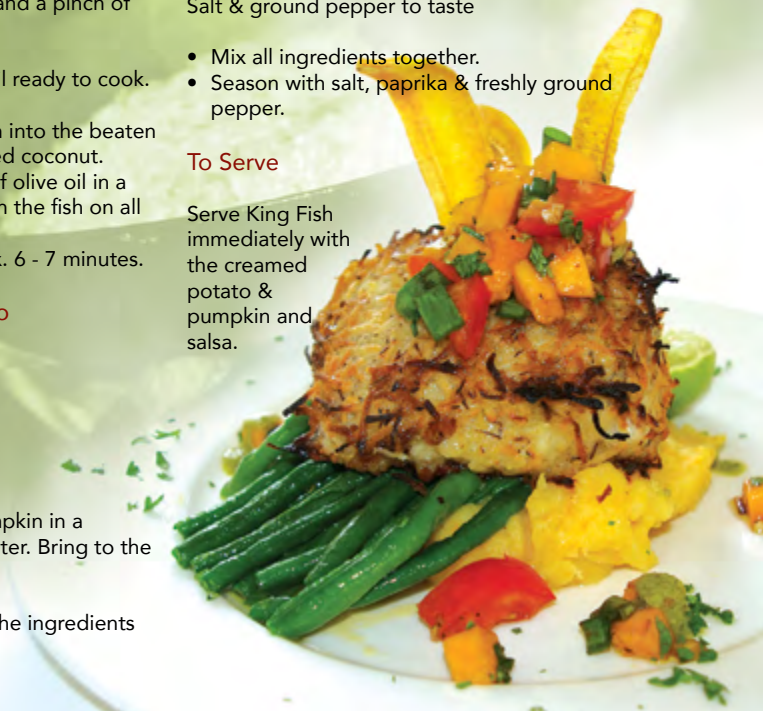 and a pinch of
l ready to cook.
into the beaten
ed coconut.
f olive oil in a
n the fish on all
. 6 - 7 minutes.
o
pkin in a
ter. Bring to the
he ingredients
Salt & ground pepper to taste
• Mix all ingredients together.
• Season with salt, paprika & freshly ground
pepper.
To Serve
Serve King Fish
immediately with
the creamed
potato &
pumpkin and
salsa.